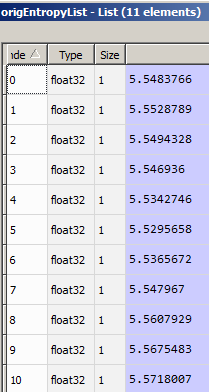 origEntropyList - List (11 elements)
nde Type Size
0 float32 1 5.5483766
1 float32 1 5.5528789
2 float32 1 5.5494328
3 float32 1 5.546936
4 float32 1 5.5342746
5 float32 1 5.5295658
6 float32 1 5.5365672
7 float32 1 5.547967
8 float32 1 5.5607929
9 float32 1 5.5675483
10 float32 1 5.5718007